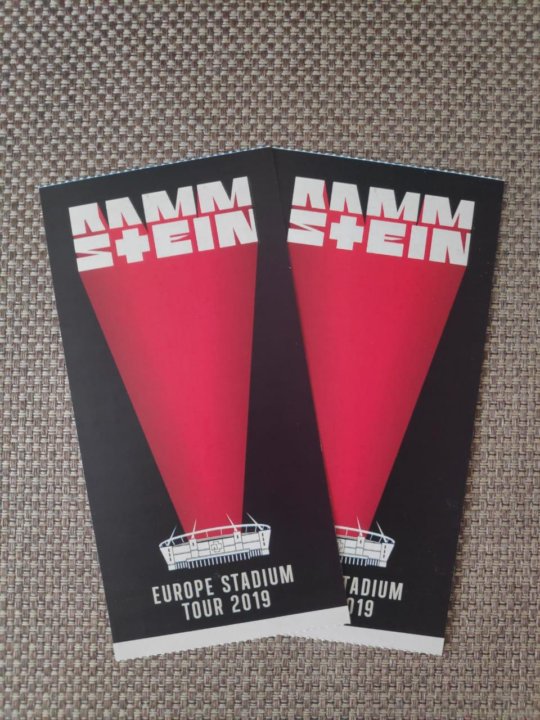 RAMM
STEIN
EUROPE STADIUM
TOUR 2019
RAMM
STEIN
STADIUM
2019